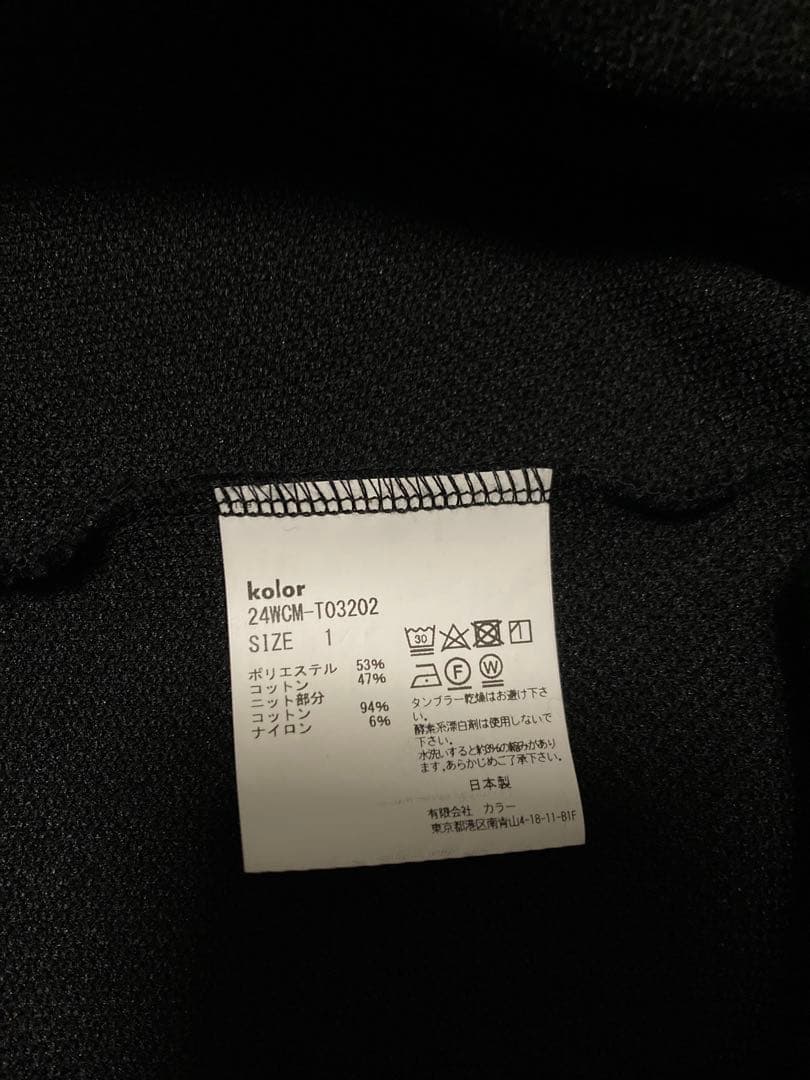 kolor
24WCM-T03202
SIZE 1
ポリエステル 53%
コットン 47%
ニット部分
コットン 94%
ナイロン 6%
30
F W
タンブラー乾燥はお避け下さ
い。
酵素系漂白剤は使用しないで
下さい。
水洗いすると約3%の縮みがあり
ます。あらかじめご了承下さい。
日本製
有限会社 カラー
東京都港区南青山4-18-11-B1F